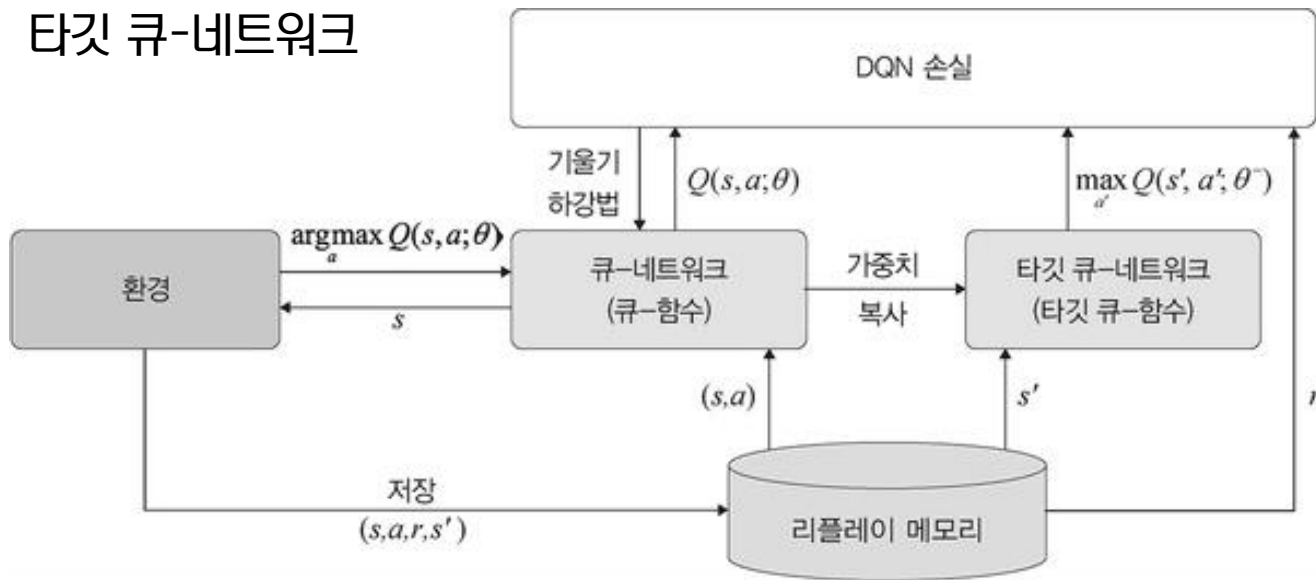 타깃 큐-네트워크
DQN 손실
기울기
하강법
Q(s,a;θ)
max Q(s′, a′; θ⁻)
a′
argmax Q(s,a;θ)
a
환경
s
큐-네트워크
(큐-함수)
가중치
복사
타깃 큐-네트워크
(타깃 큐-함수)
(s,a)
s′
r
저장
(s,a,r,s′)
리플레이 메모리